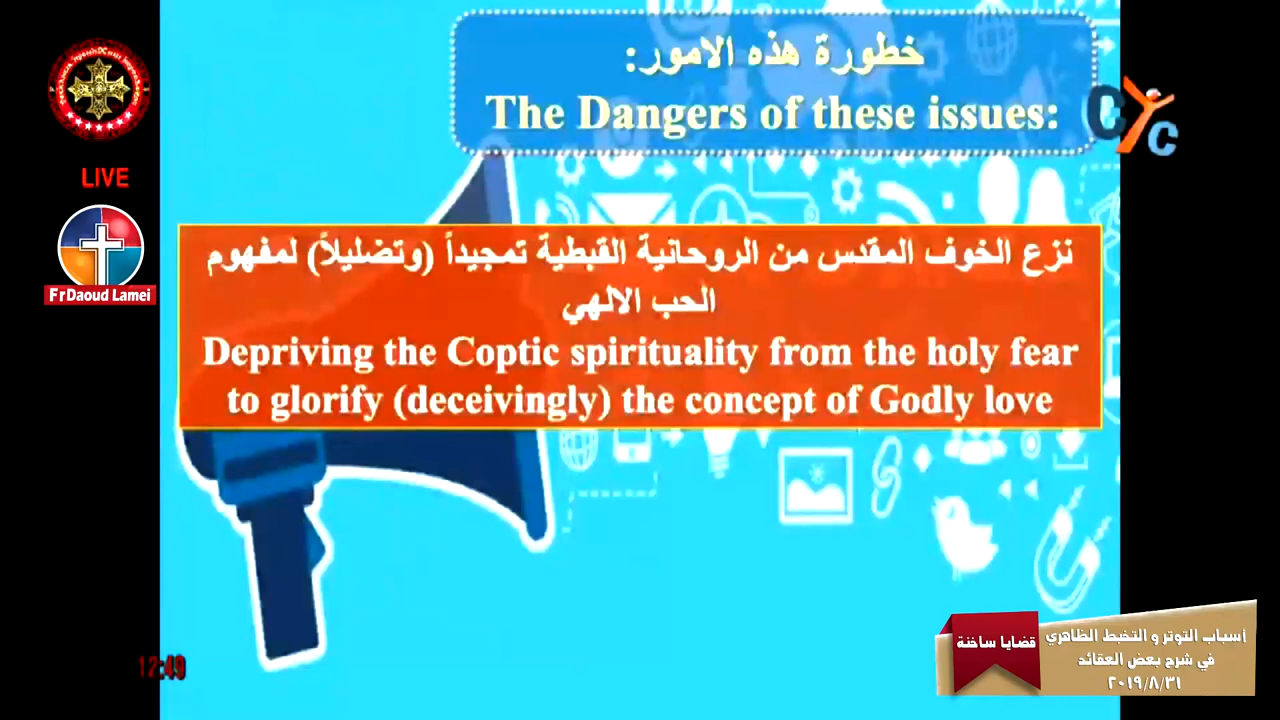 خطورة هذه الامور:
The Dangers of these issues:
CYC
LIVE
FrDaoud Lamei
نزع الخوف المقدس من الروحانية القبطية تمجيداً (وتضليلاً) لمفهوم
الحب الالهي
Depriving the Coptic spirituality from the holy fear
to glorify (deceivingly) the concept of Godly love
12:49
قضايا ساخنة
أسباب التوتر و التخبط الظاهري
في شرح بعض العقائد
٢٠١٩/٨/٣١